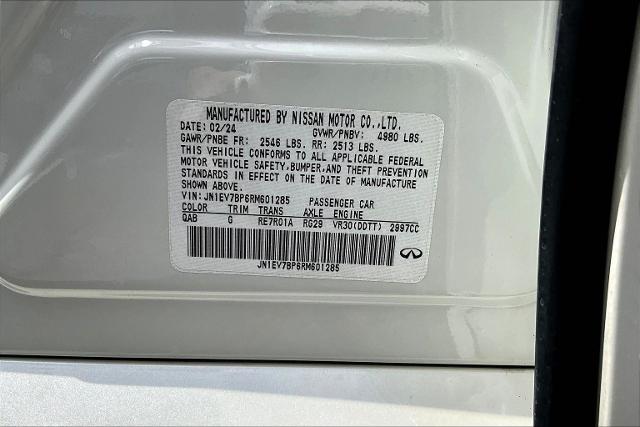 MANUFACTURED BY NISSAN MOTOR CO.,LTD.
DATE: 02/24 GVWR/PNBV: 4980 LBS.
GAWR/PNBE FR: 2546 LBS. RR: 2513 LBS.
THIS VEHICLE CONFORMS TO ALL APPLICABLE FEDERAL
MOTOR VEHICLE SAFETY,BUMPER,AND THEFT PREVENTION
STANDARDS IN EFFECT ON THE DATE OF MANUFACTURE
SHOWN ABOVE.
VIN: JN1EV7BP6RM601285 PASSENGER CAR
COLOR TRIM TRANS AXLE ENGINE
QAB G RE7R01A RG29 VR30(DDTT) 2997CC
JN1EV7BP6RM601285